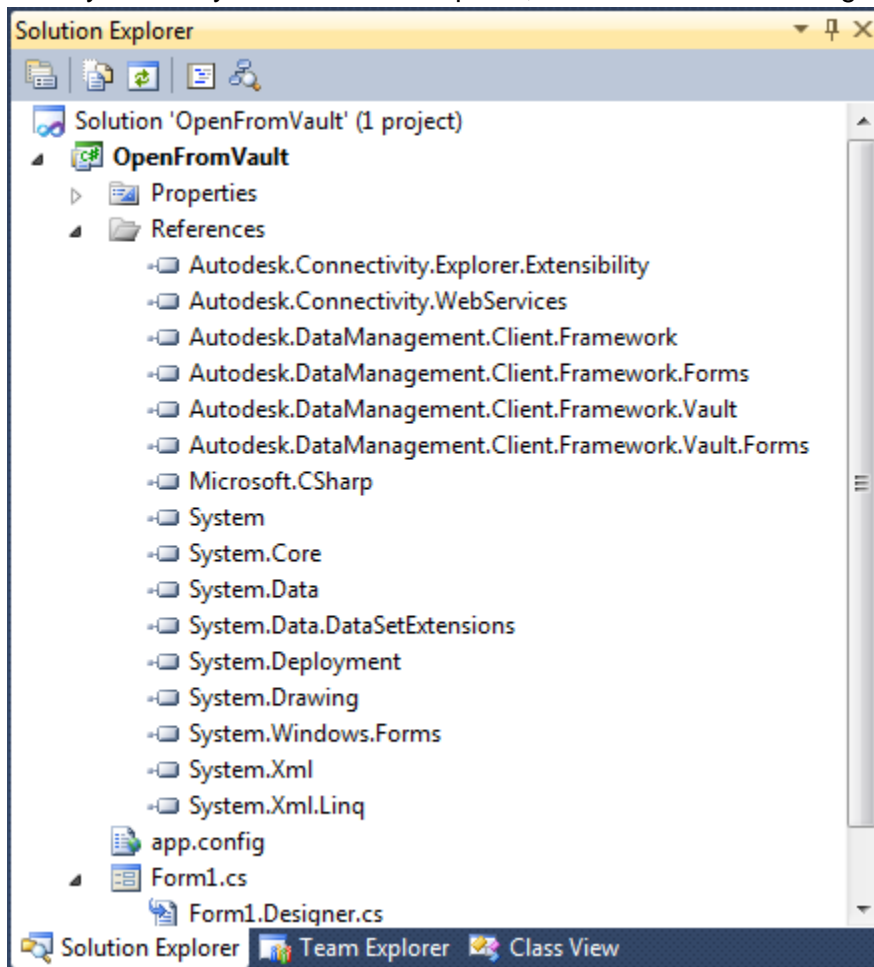 Solution Explorer
Solution 'OpenFromVault' (1 project)
OpenFromVault
Properties
References
Autodesk.Connectivity.Explorer.Extensibility
Autodesk.Connectivity.WebServices
Autodesk.DataManagement.Client.Framework
Autodesk.DataManagement.Client.Framework.Forms
Autodesk.DataManagement.Client.Framework.Vault
Autodesk.DataManagement.Client.Framework.Vault.Forms
Microsoft.CSharp
System
System.Core
System.Data
System.Data.DataSetExtensions
System.Deployment
System.Drawing
System.Windows.Forms
System.Xml
System.Xml.Linq
app.config
Form1.cs
Form1.Designer.cs
Solution Explorer Team Explorer Class View